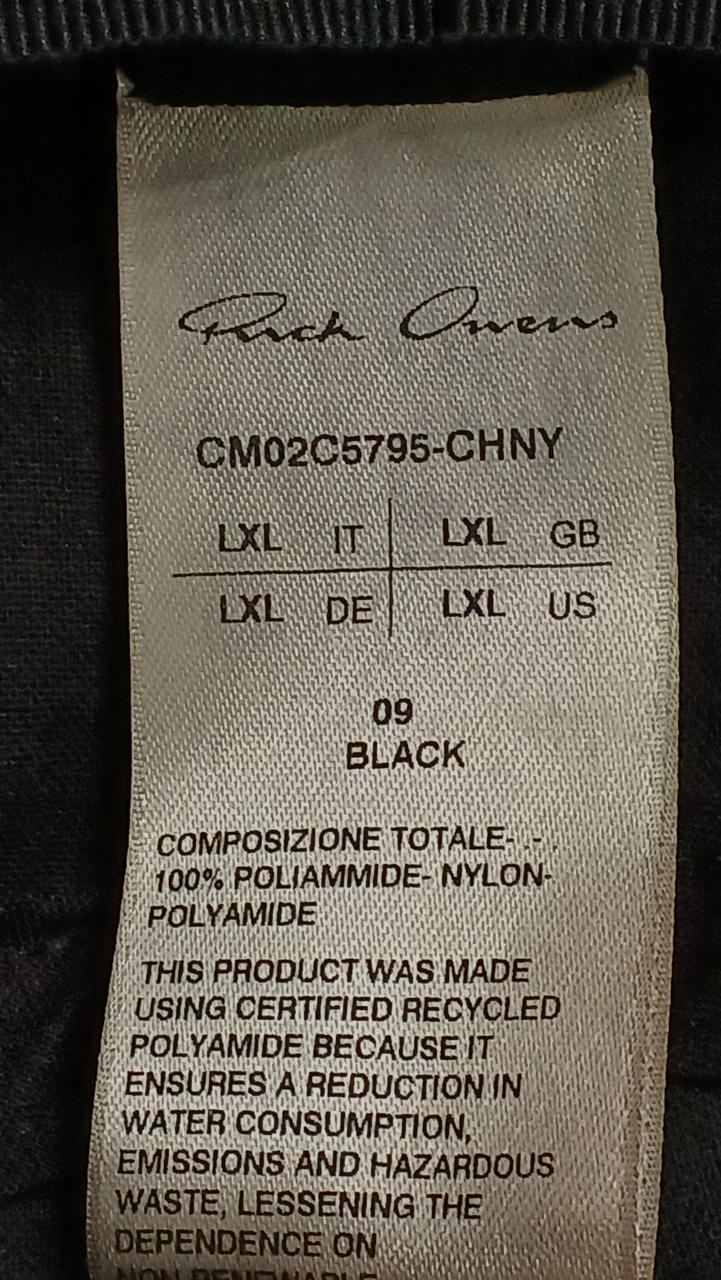 Rick Owens
CM02C5795-CHNY
LXL IT LXL GB
LXL DE LXL US
09
BLACK
COMPOSIZIONE TOTALE- .- .
100% POLIAMMIDE- NYLON-
POLYAMIDE
THIS PRODUCT WAS MADE
USING CERTIFIED RECYCLED
POLYAMIDE BECAUSE IT
ENSURES A REDUCTION IN
WATER CONSUMPTION,
EMISSIONS AND HAZARDOUS
WASTE, LESSENING THE
DEPENDENCE ON
NON RENEWABLE